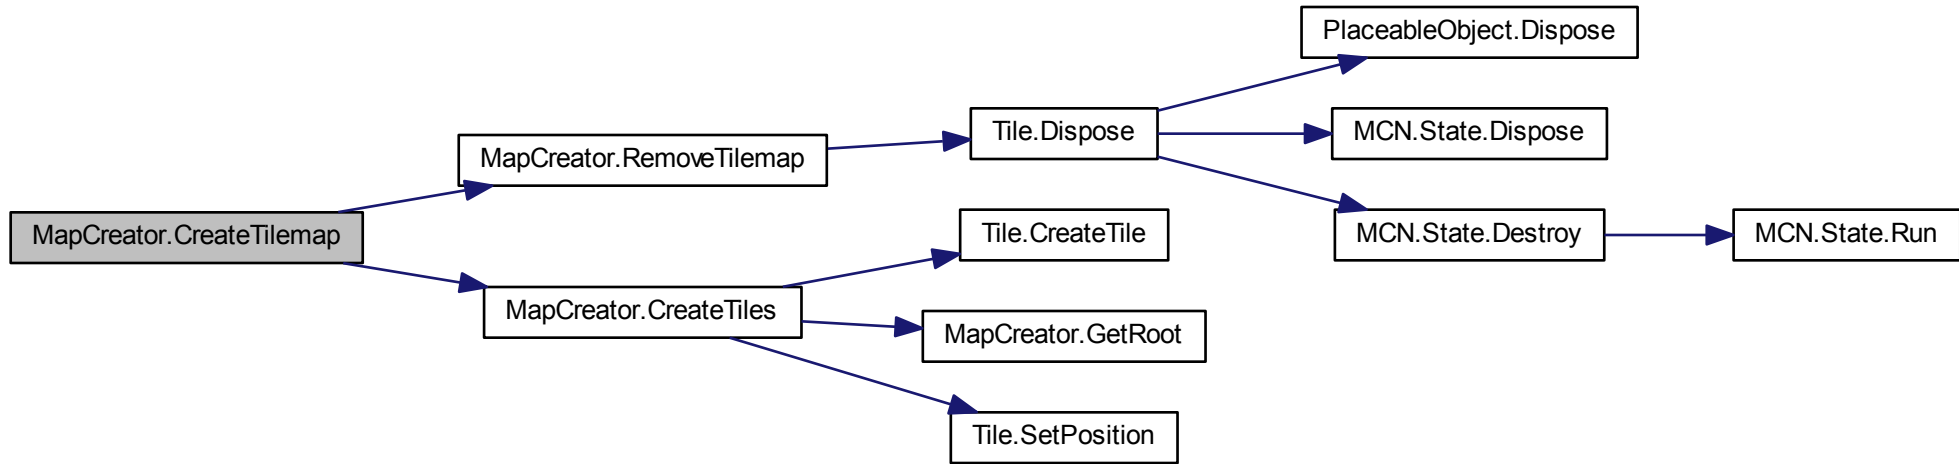 MapCreator.CreateTilemap
MapCreator.RemoveTilemap
Tile.Dispose
PlaceableObject.Dispose
MCN.State.Dispose
MCN.State.Destroy
MCN.State.Run
MapCreator.CreateTiles
Tile.CreateTile
MapCreator.GetRoot
Tile.SetPosition